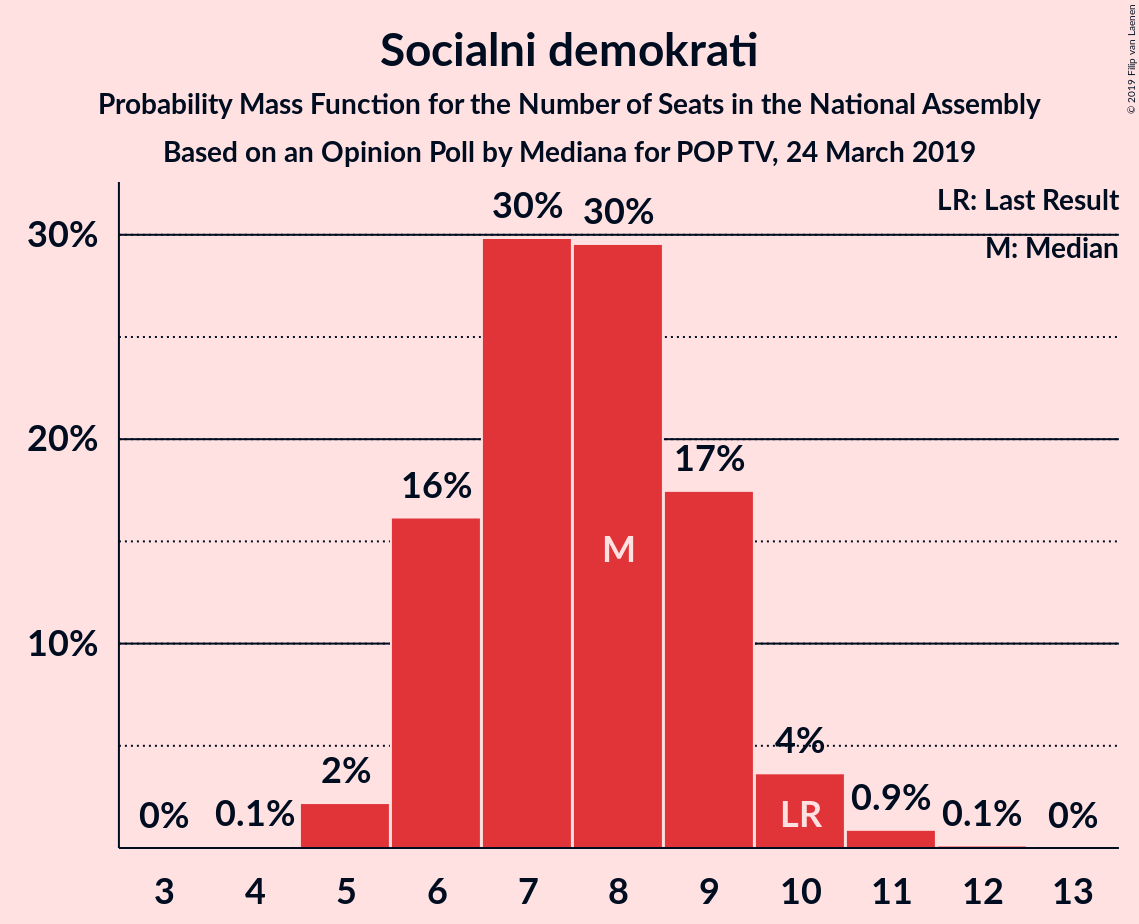 Socialni demokrati
Probability Mass Function for the Number of Seats in the National Assembly
Based on an Opinion Poll by Mediana for POP TV, 24 March 2019
© 2019 Filip van Laenen
LR: Last Result
M: Median
30%
20%
10%
0%
0.1%
2%
16%
30%
30%
17%
4%
0.9%
0.1%
0%
M
LR
3 4 5 6 7 8 9 10 11 12 13